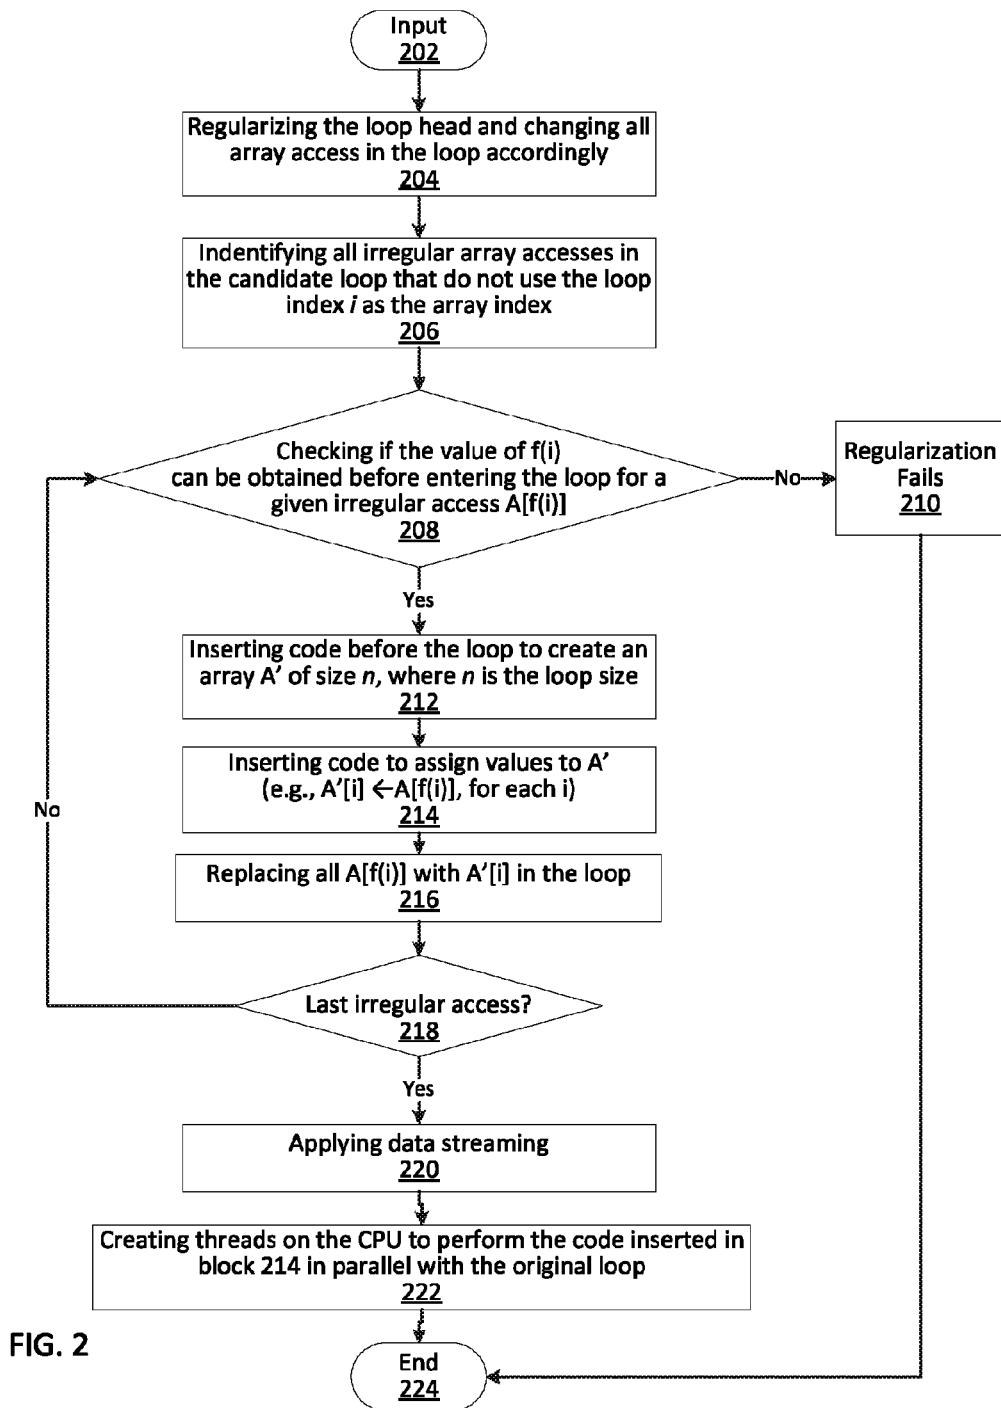 Input
202
Regularizing the loop head and changing all
array access in the loop accordingly
204
Indentifying all irregular array accesses in
the candidate loop that do not use the loop
index i as the array index
206
Checking if the value of f(i)
can be obtained before entering the loop for a
given irregular access A[f(i)]
208
No
Regularization
Fails
210
Yes
Inserting code before the loop to create an
array A’ of size n, where n is the loop size
212
Inserting code to assign values to A’
(e.g., A’[i] ←A[f(i)], for each i)
214
No
Replacing all A[f(i)] with A’[i] in the loop
216
Last irregular access?
218
Yes
Applying data streaming
220
Creating threads on the CPU to perform the code inserted in
block 214 in parallel with the original loop
222
FIG. 2
End
224